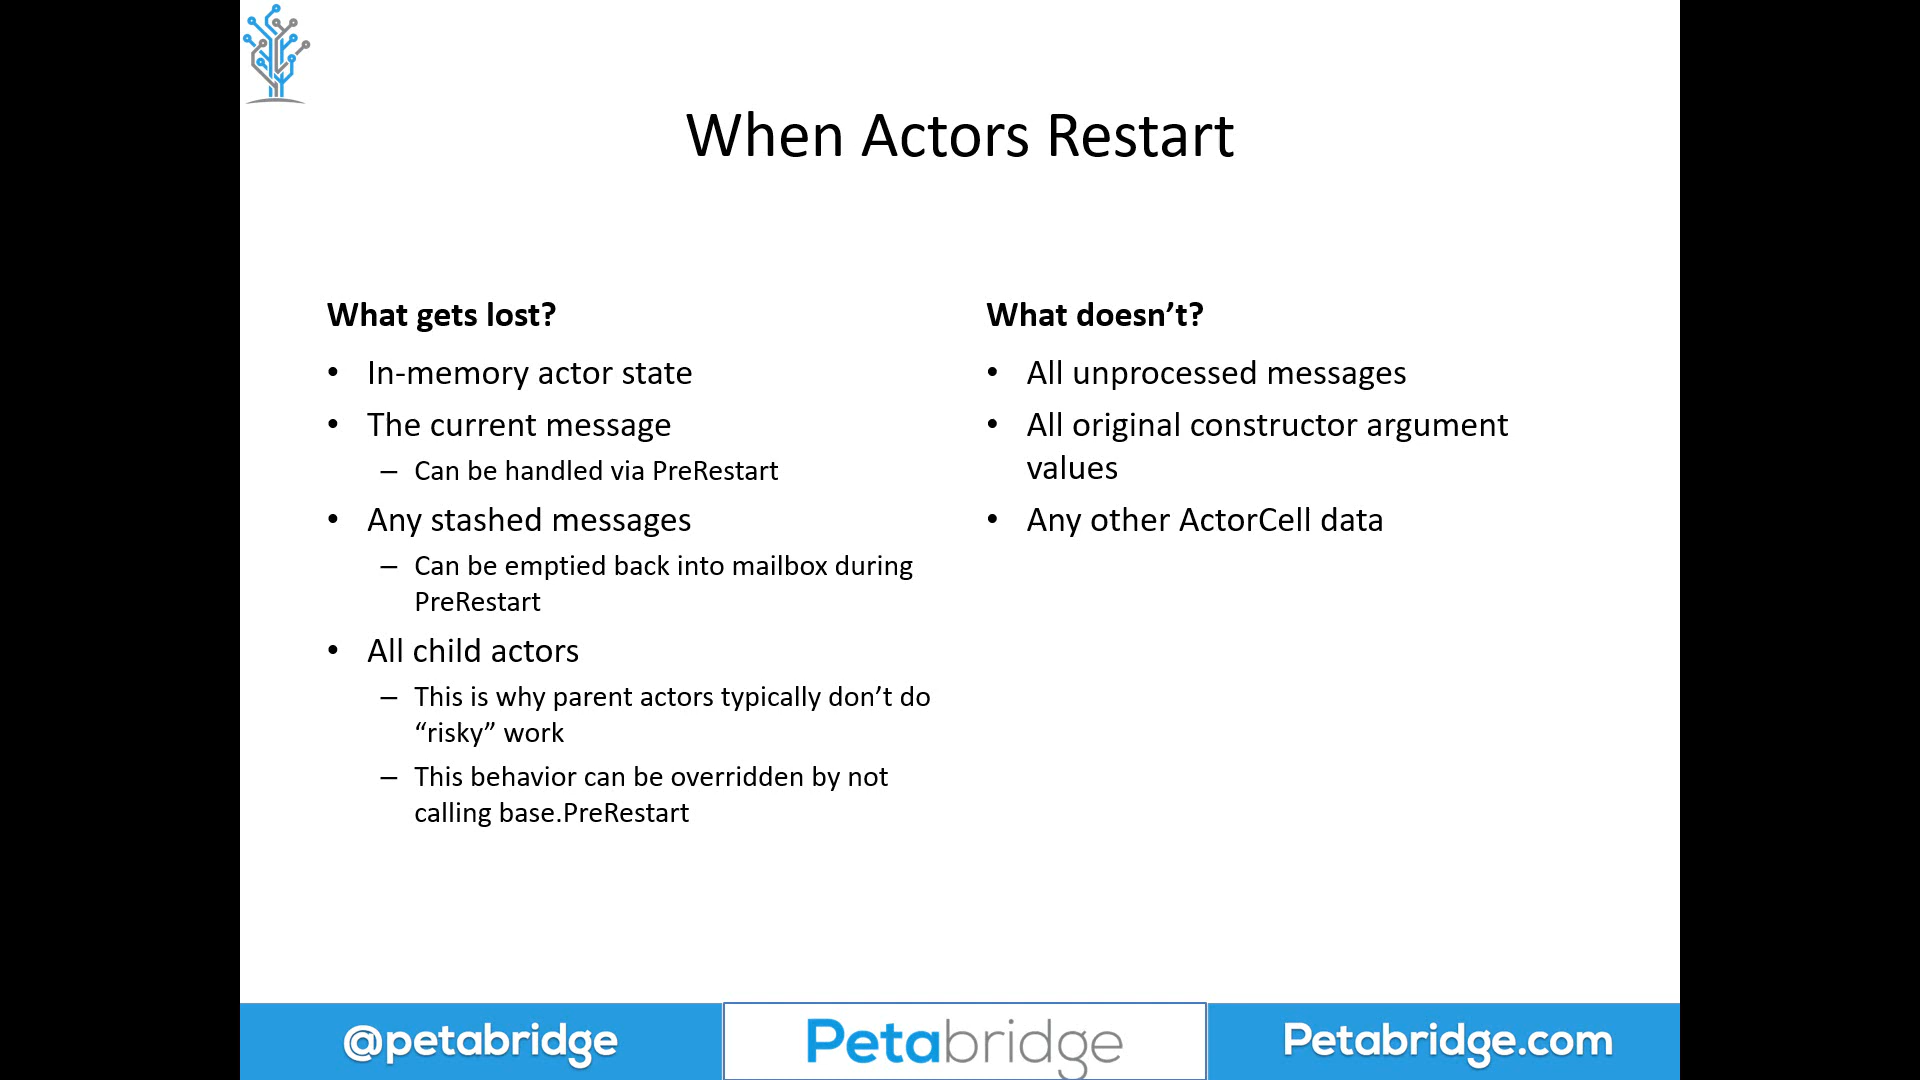 When Actors Restart
What gets lost?
• In-memory actor state
• The current message
– Can be handled via PreRestart
• Any stashed messages
– Can be emptied back into mailbox during
PreRestart
• All child actors
– This is why parent actors typically don’t do
“risky” work
– This behavior can be overridden by not
calling base.PreRestart
What doesn’t?
• All unprocessed messages
• All original constructor argument
values
• Any other ActorCell data
@petabridge
Petabridge
Petabridge.com